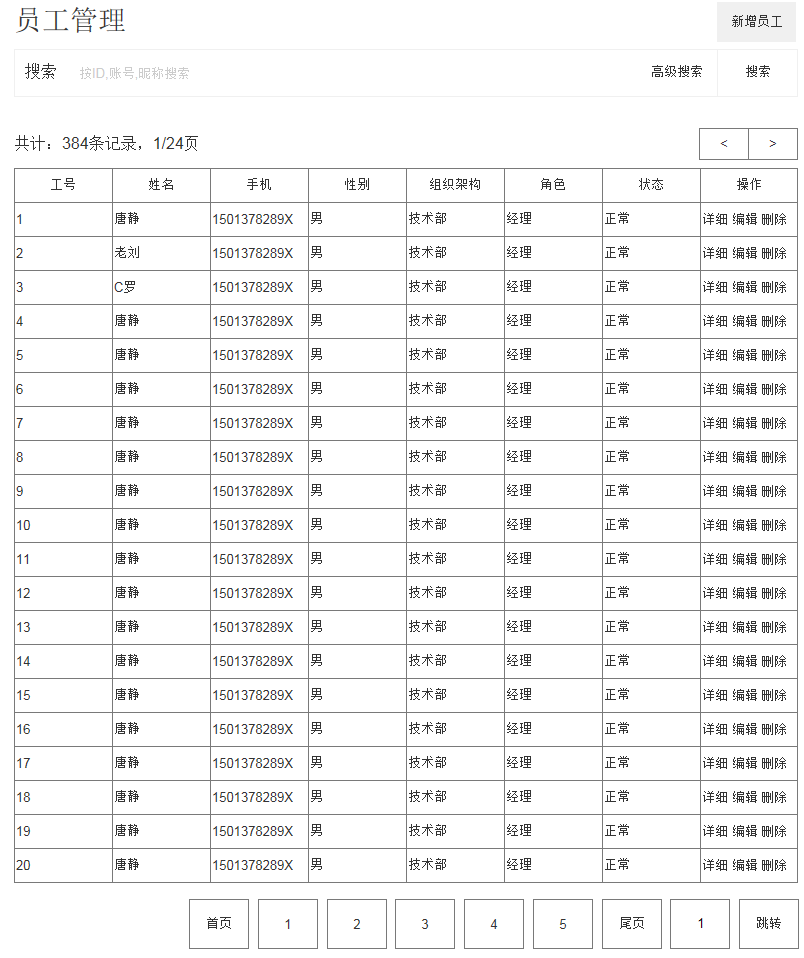 员工管理 新增员工
搜索 按ID,账号,昵称搜索 高级搜索 搜索
共计：384条记录，1/24页 < >
工号 姓名 手机 性别 组织架构 角色 状态 操作
1 唐静 1501378289X 男 技术部 经理 正常 详细 编辑 删除
2 老刘 1501378289X 男 技术部 经理 正常 详细 编辑 删除
3 C罗 1501378289X 男 技术部 经理 正常 详细 编辑 删除
4 唐静 1501378289X 男 技术部 经理 正常 详细 编辑 删除
5 唐静 1501378289X 男 技术部 经理 正常 详细 编辑 删除
6 唐静 1501378289X 男 技术部 经理 正常 详细 编辑 删除
7 唐静 1501378289X 男 技术部 经理 正常 详细 编辑 删除
8 唐静 1501378289X 男 技术部 经理 正常 详细 编辑 删除
9 唐静 1501378289X 男 技术部 经理 正常 详细 编辑 删除
10 唐静 1501378289X 男 技术部 经理 正常 详细 编辑 删除
11 唐静 1501378289X 男 技术部 经理 正常 详细 编辑 删除
12 唐静 1501378289X 男 技术部 经理 正常 详细 编辑 删除
13 唐静 1501378289X 男 技术部 经理 正常 详细 编辑 删除
14 唐静 1501378289X 男 技术部 经理 正常 详细 编辑 删除
15 唐静 1501378289X 男 技术部 经理 正常 详细 编辑 删除
16 唐静 1501378289X 男 技术部 经理 正常 详细 编辑 删除
17 唐静 1501378289X 男 技术部 经理 正常 详细 编辑 删除
18 唐静 1501378289X 男 技术部 经理 正常 详细 编辑 删除
19 唐静 1501378289X 男 技术部 经理 正常 详细 编辑 删除
20 唐静 1501378289X 男 技术部 经理 正常 详细 编辑 删除
首页 1 2 3 4 5 尾页 1 跳转